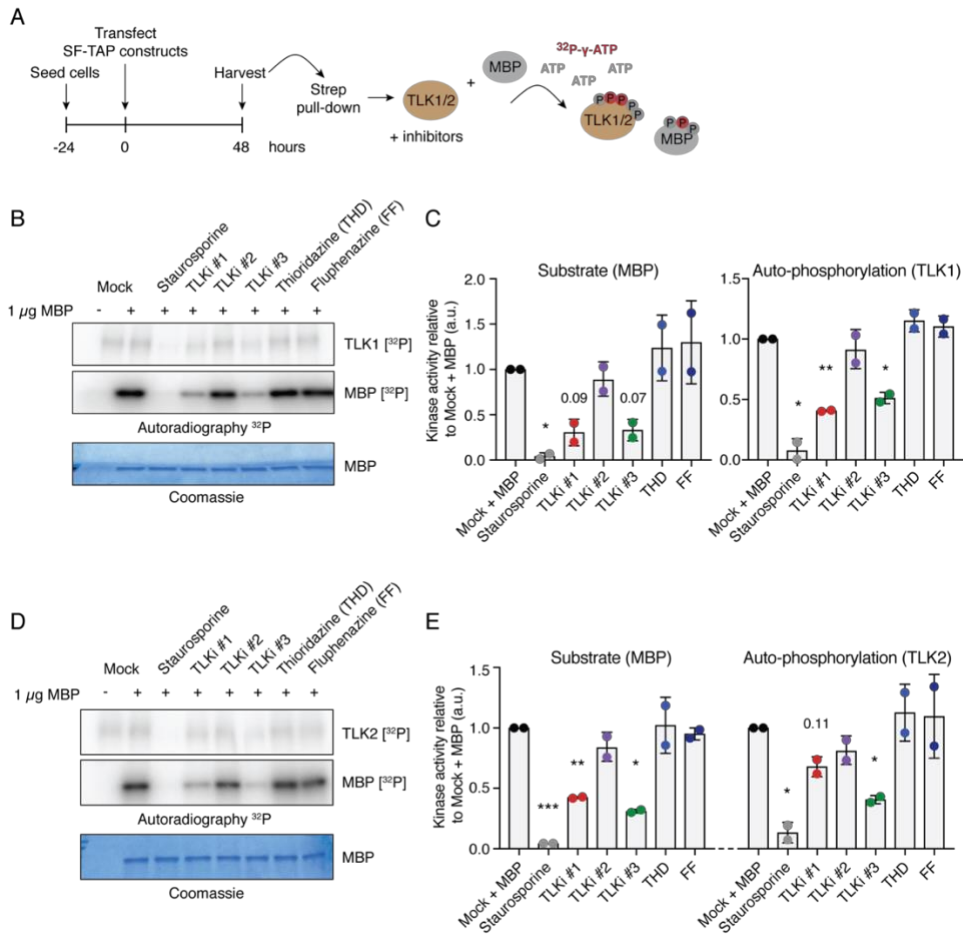 A
Transfect
SF-TAP constructs
Seed cells
Harvest
-24
0
48
hours
Strep
pull-down
TLK1/2
+ inhibitors
+
MBP
32P-γ-ATP
ATP
ATP
ATP
P P P P P
TLK1/2
P P P
MBP
B
Mock
Staurosporine
TLKi #1
TLKi #2
TLKi #3
Thioridazine (THD)
Fluphenazine (FF)
1 µg MBP - + + + + + + +
TLK1 [32P]
MBP [32P]
Autoradiography 32P
MBP
Coomassie
C
Substrate (MBP)
Kinase activity relative
to Mock + MBP (a.u.)
2.0
1.5
1.0
0.5
0.0
*
0.09
0.07
Mock + MBP
Staurosporine
TLKi #1
TLKi #2
TLKi #3
THD
FF
Auto-phosphorylation (TLK1)
1.5
1.0
0.5
0.0
*
**
*
Mock + MBP
Staurosporine
TLKi #1
TLKi #2
TLKi #3
THD
FF
D
Mock
Staurosporine
TLKi #1
TLKi #2
TLKi #3
Thioridazine (THD)
Fluphenazine (FF)
1 µg MBP - + + + + + + +
TLK2 [32P]
MBP [32P]
Autoradiography 32P
MBP
Coomassie
E
Substrate (MBP)
Kinase activity relative
to Mock + MBP (a.u.)
1.5
1.0
0.5
0.0
***
**
*
Mock + MBP
Staurosporine
TLKi #1
TLKi #2
TLKi #3
THD
FF
Auto-phosphorylation (TLK2)
*
0.11
*
Mock + MBP
Staurosporine
TLKi #1
TLKi #2
TLKi #3
THD
FF